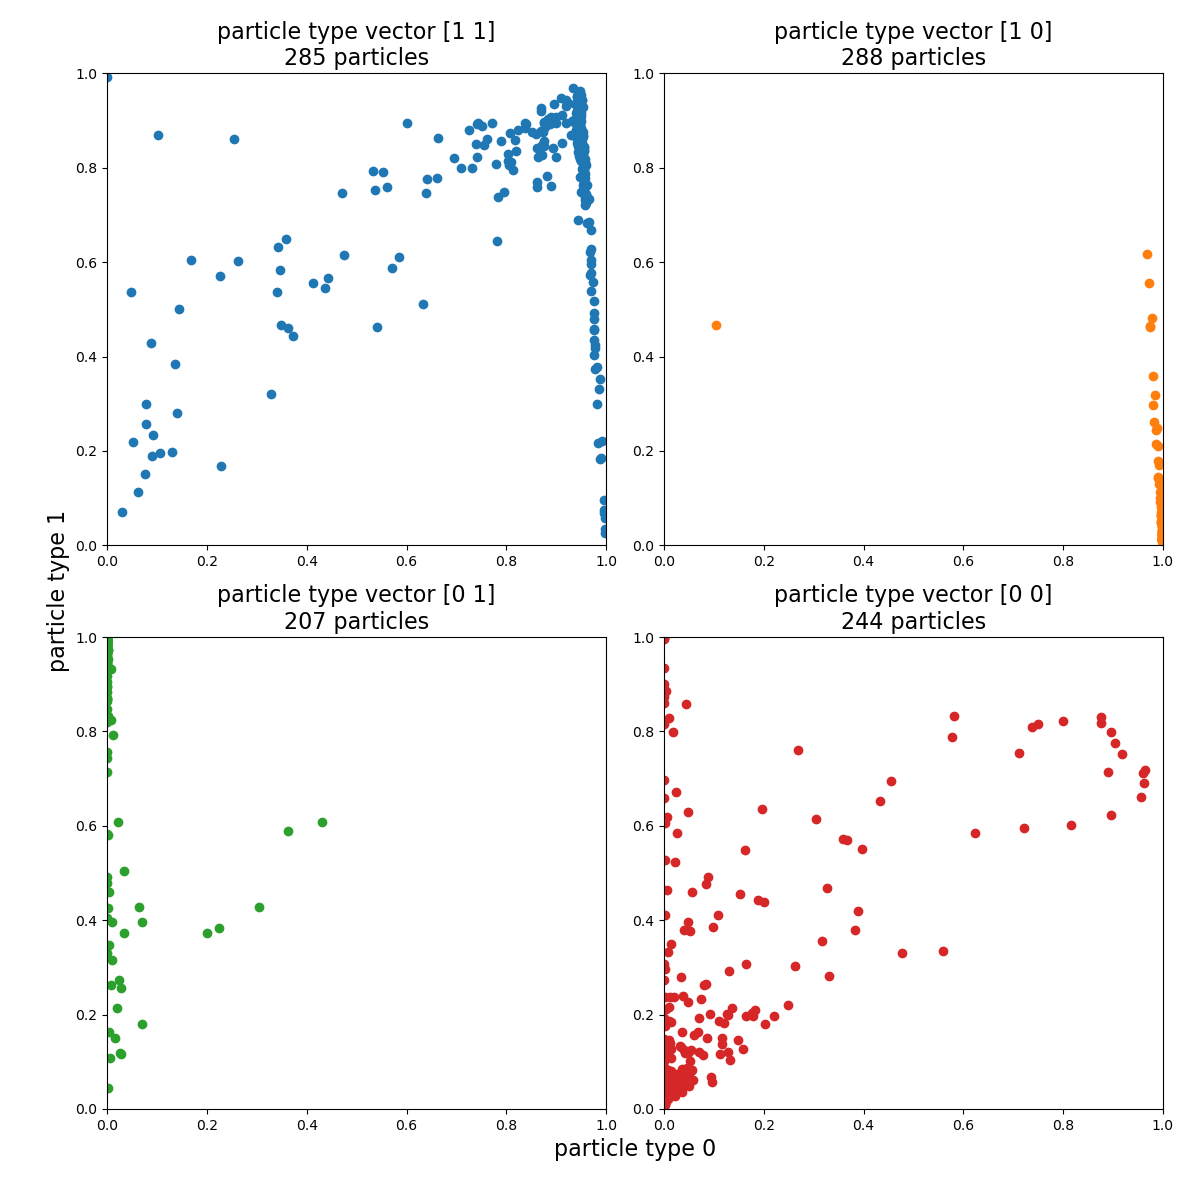 particle type vector [1 1]
285 particles
particle type vector [1 0]
288 particles
1.0
0.8
0.6
0.4
0.2
0.0
0.0 0.2 0.4 0.6 0.8 1.0
1.0
0.8
0.6
0.4
0.2
0.0
0.0 0.2 0.4 0.6 0.8 1.0
particle type 1
particle type vector [0 1]
207 particles
particle type vector [0 0]
244 particles
1.0
0.8
0.6
0.4
0.2
0.0
0.0 0.2 0.4 0.6 0.8 1.0
1.0
0.8
0.6
0.4
0.2
0.0
0.0 0.2 0.4 0.6 0.8 1.0
particle type 0